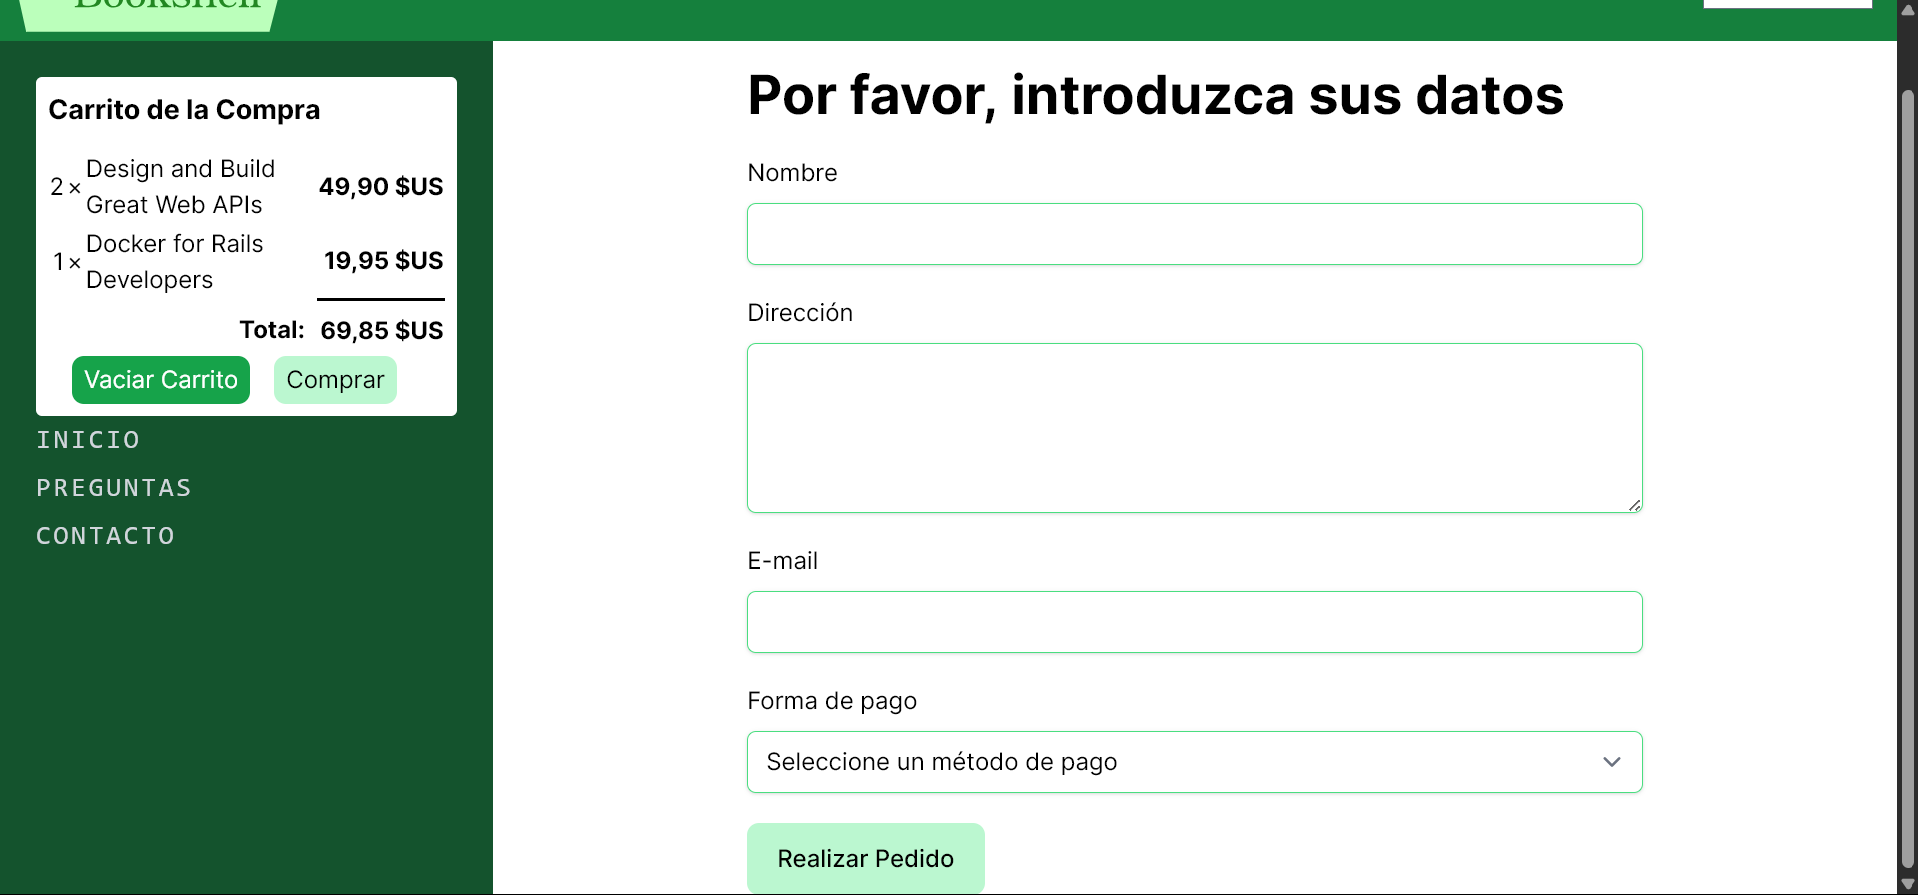 Bookshelf
Carrito de la Compra
2 × Design and Build Great Web APIs 49,90 $US
1 × Docker for Rails Developers 19,95 $US
Total: 69,85 $US
Vaciar Carrito Comprar
INICIO
PREGUNTAS
CONTACTO
Por favor, introduzca sus datos
Nombre
Dirección
E-mail
Forma de pago
Seleccione un método de pago
Realizar Pedido